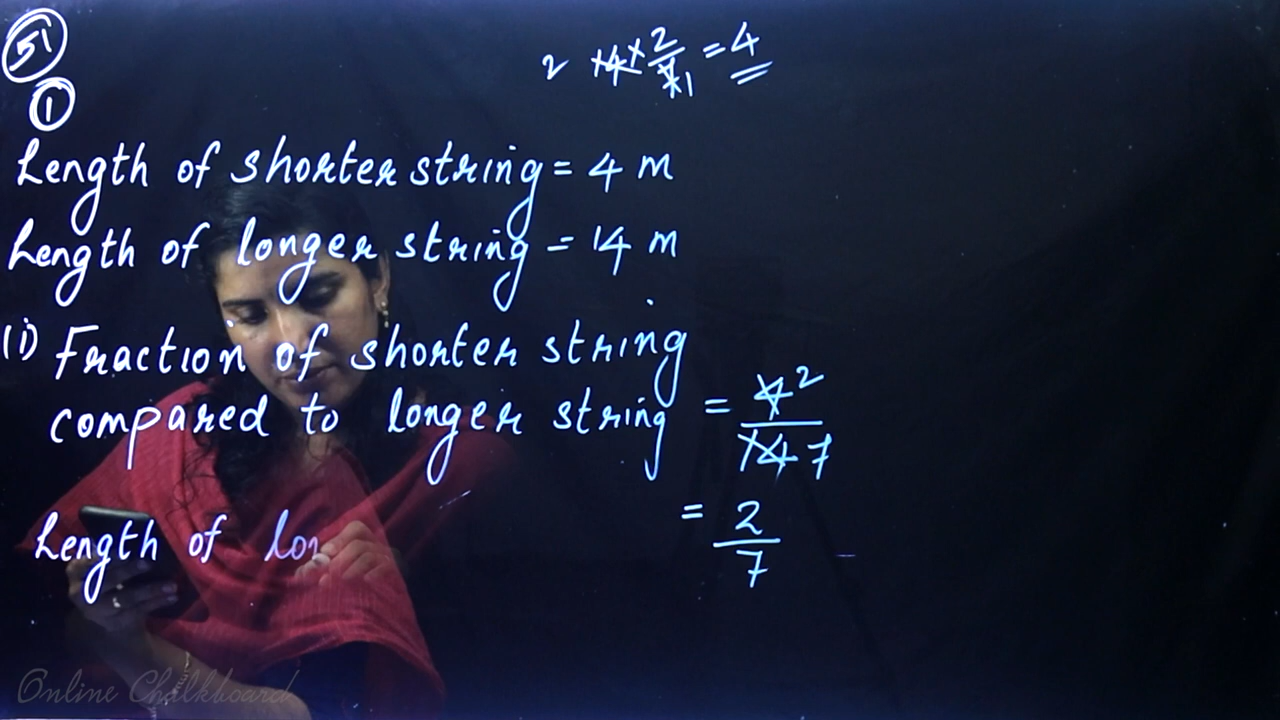 51
2 14 × 2/7 1 = 4
1
Length of shorter string = 4 m
Length of longer string = 14 m
(i) Fraction of shorter string
compared to longer string = 4 2 / 14 7
= 2/7
Length of lon
Online Chalkboard